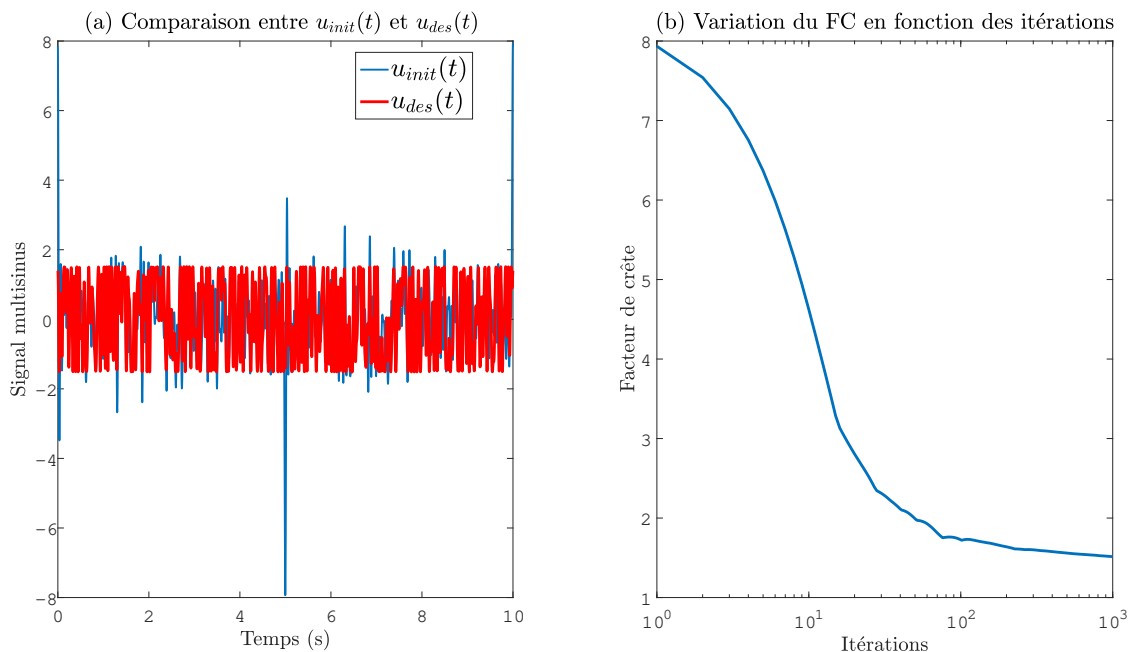 (a) Comparaison entre u_init(t) et u_des(t)
8
6
4
2
0
−2
−4
−6
−8
0 2 4 6 8 10
Signal multisinus
Temps (s)
u_init(t)
u_des(t)
(b) Variation du FC en fonction des itérations
8
7
6
5
4
3
2
1
10^0 10^1 10^2 10^3
Facteur de crête
Itérations